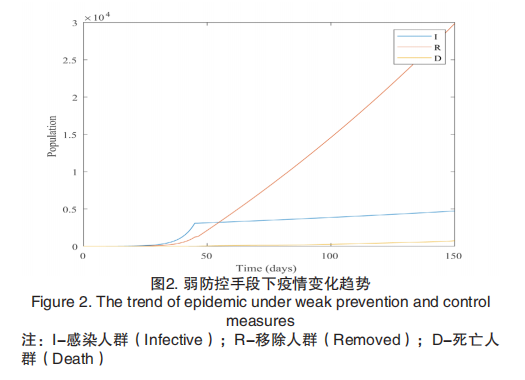 ×10⁴
3
2.5
2
1.5
1
0.5
0
Population
I
R
D
0 50 100 150
Time (days)
图2. 弱防控手段下疫情变化趋势
Figure 2. The trend of epidemic under weak prevention and control
measures
注：I–感染人群（Infective）；R–移除人群（Removed）；D–死亡人
群（Death）